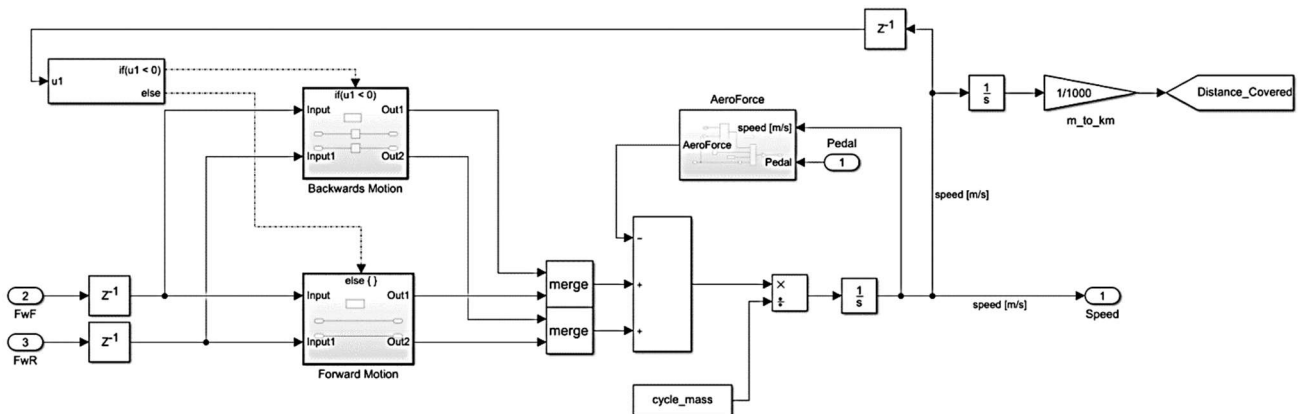 z-1
u1
if(u1 < 0)
else
if(u1 < 0)
Input
Out1
Input1
Out2
Backwards Motion
AeroForce
speed [m/s]
AeroForce
Pedal
Pedal
1
1
s
1/1000
m_to_km
Distance_Covered
speed [m/s]
2
FwF
z-1
3
FwR
z-1
else { }
Input
Out1
Input1
Out2
Forward Motion
merge
merge
−
+
+
×
÷
1
s
cycle_mass
speed [m/s]
1
Speed